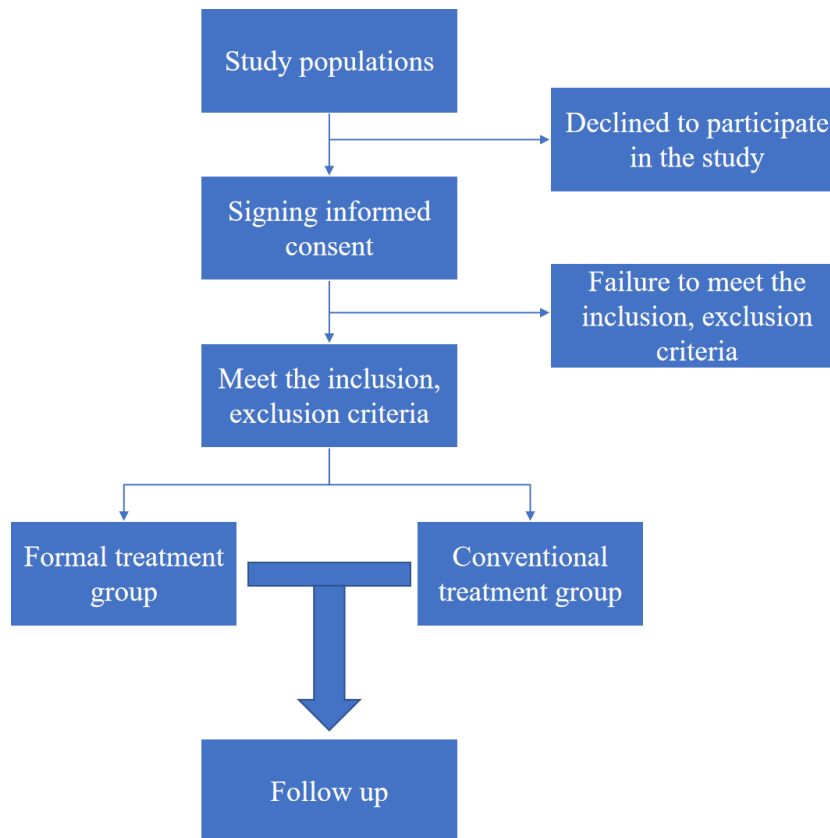 Study populations
Declined to participate
in the study
Signing informed
consent
Failure to meet the
inclusion, exclusion
criteria
Meet the inclusion,
exclusion criteria
Formal treatment
group
Conventional
treatment group
Follow up